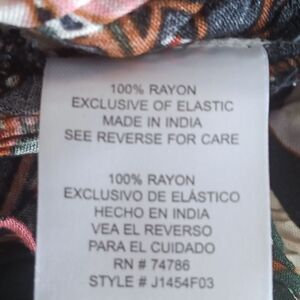 100% RAYON
EXCLUSIVE OF ELASTIC
MADE IN INDIA
SEE REVERSE FOR CARE
100% RAYON
EXCLUSIVO DE ELÁSTICO
HECHO EN INDIA
VEA EL REVERSO
PARA EL CUIDADO
RN # 74786
STYLE # J1454F03